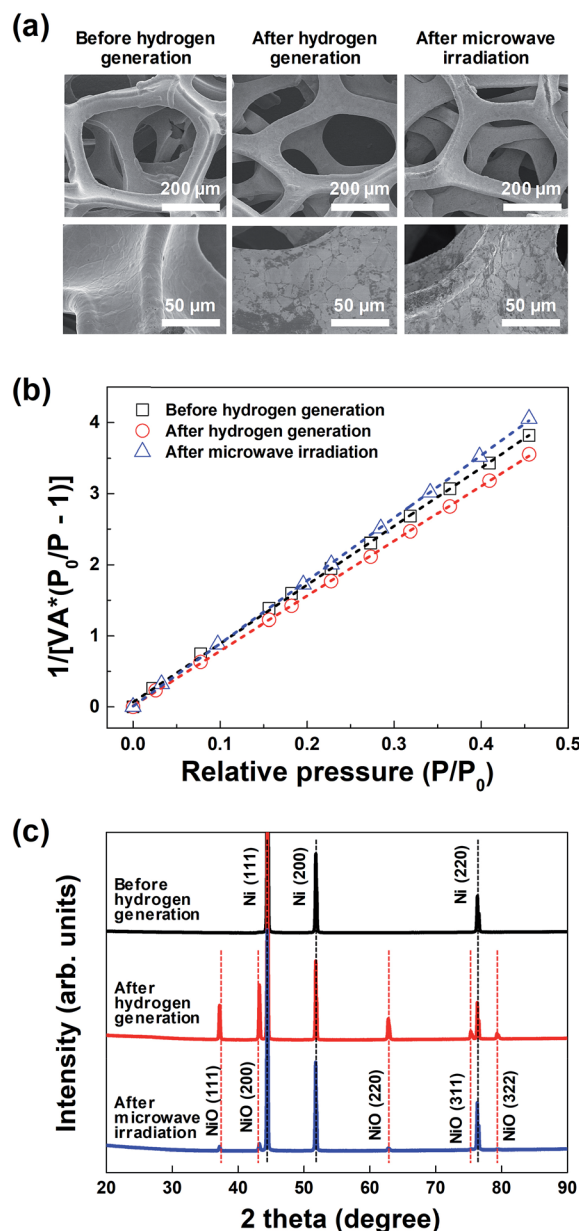 (a)
Before hydrogen
generation
After hydrogen
generation
After microwave
irradiation
200 µm
200 µm
200 µm
50 µm
50 µm
50 µm
(b)
Before hydrogen generation
After hydrogen generation
After microwave irradiation
1/[VA*(P0/P - 1)]
4
3
2
1
0
0.0
0.1
0.2
0.3
0.4
0.5
Relative pressure (P/P0)
(c)
Before
hydrogen
generation
Ni (111)
Ni (200)
Ni (220)
After
hydrogen
generation
After
microwave
irradiation
NiO (111)
NiO (200)
NiO (220)
NiO (311)
NiO (322)
Intensity (arb. units)
20
30
40
50
60
70
80
90
2 theta (degree)